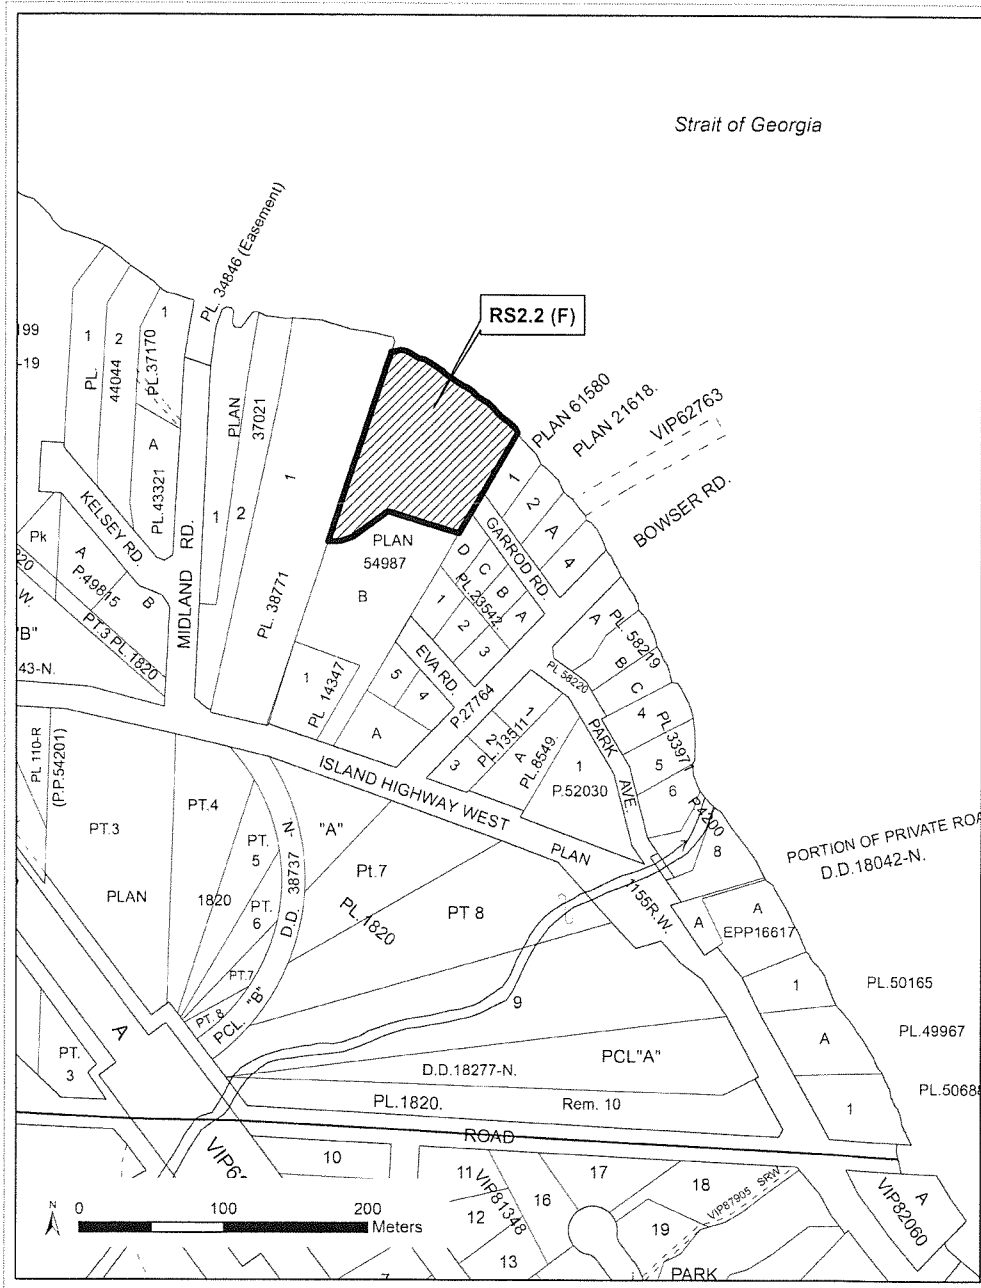 Strait of Georgia
PL. 34846 (Easement)
RS2.2 (F)
199
-19
1
PL.
2
44044
1
PL.37170
A
PL.43321
PLAN
37021
1
2
1
PLAN 61580
PLAN 21618.
VIP62763
BOWSER RD.
KELSEY RD.
MIDLAND RD.
PL. 38771
PLAN
54987
B
1
2
A
4
GARROD RD.
D
C
B
A
PL.23542.
1
2
3
Pk
A
P.49815
B
PT.3 PL.1820
W.
"B"
43-N.
1
PL. 14347
EVA RD.
5
4
A
P.27764
A
PL. 58219
B
C
PL.58220
4
PL.3397
5
6
1
2
PL.13511
3
A
PL.8549.
1
P.52030
PARK AVE.
P.4200
7
8
PORTION OF PRIVATE ROA
D.D.18042-N.
PL 110-R
(P.P.54201)
ISLAND HIGHWAY WEST
PLAN
1155R.W.
PT.3
PLAN
PT.4
1820
PT.
5
PT.
6
PT.7
PT. 8
PCL. "B"
D.D. 38737 N-
"A"
Pt.7
PL.1820
PT 8
A
A
EPP16617
9
1
PL.50165
A
PL.49967
1
PL.5068
A
PT.
3
PCL"A"
D.D.18277-N.
PL.1820.
Rem. 10
ROAD
10
11
12
VIP81348
16
17
18
19
13
VIP87905 SRW
A
VIP82060
PARK
N
0
100
200
Meters